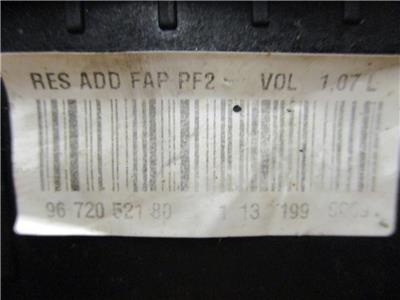 RES ADD FAP PF2 - VOL 1,07 L
96 720 521 80 1 13 199